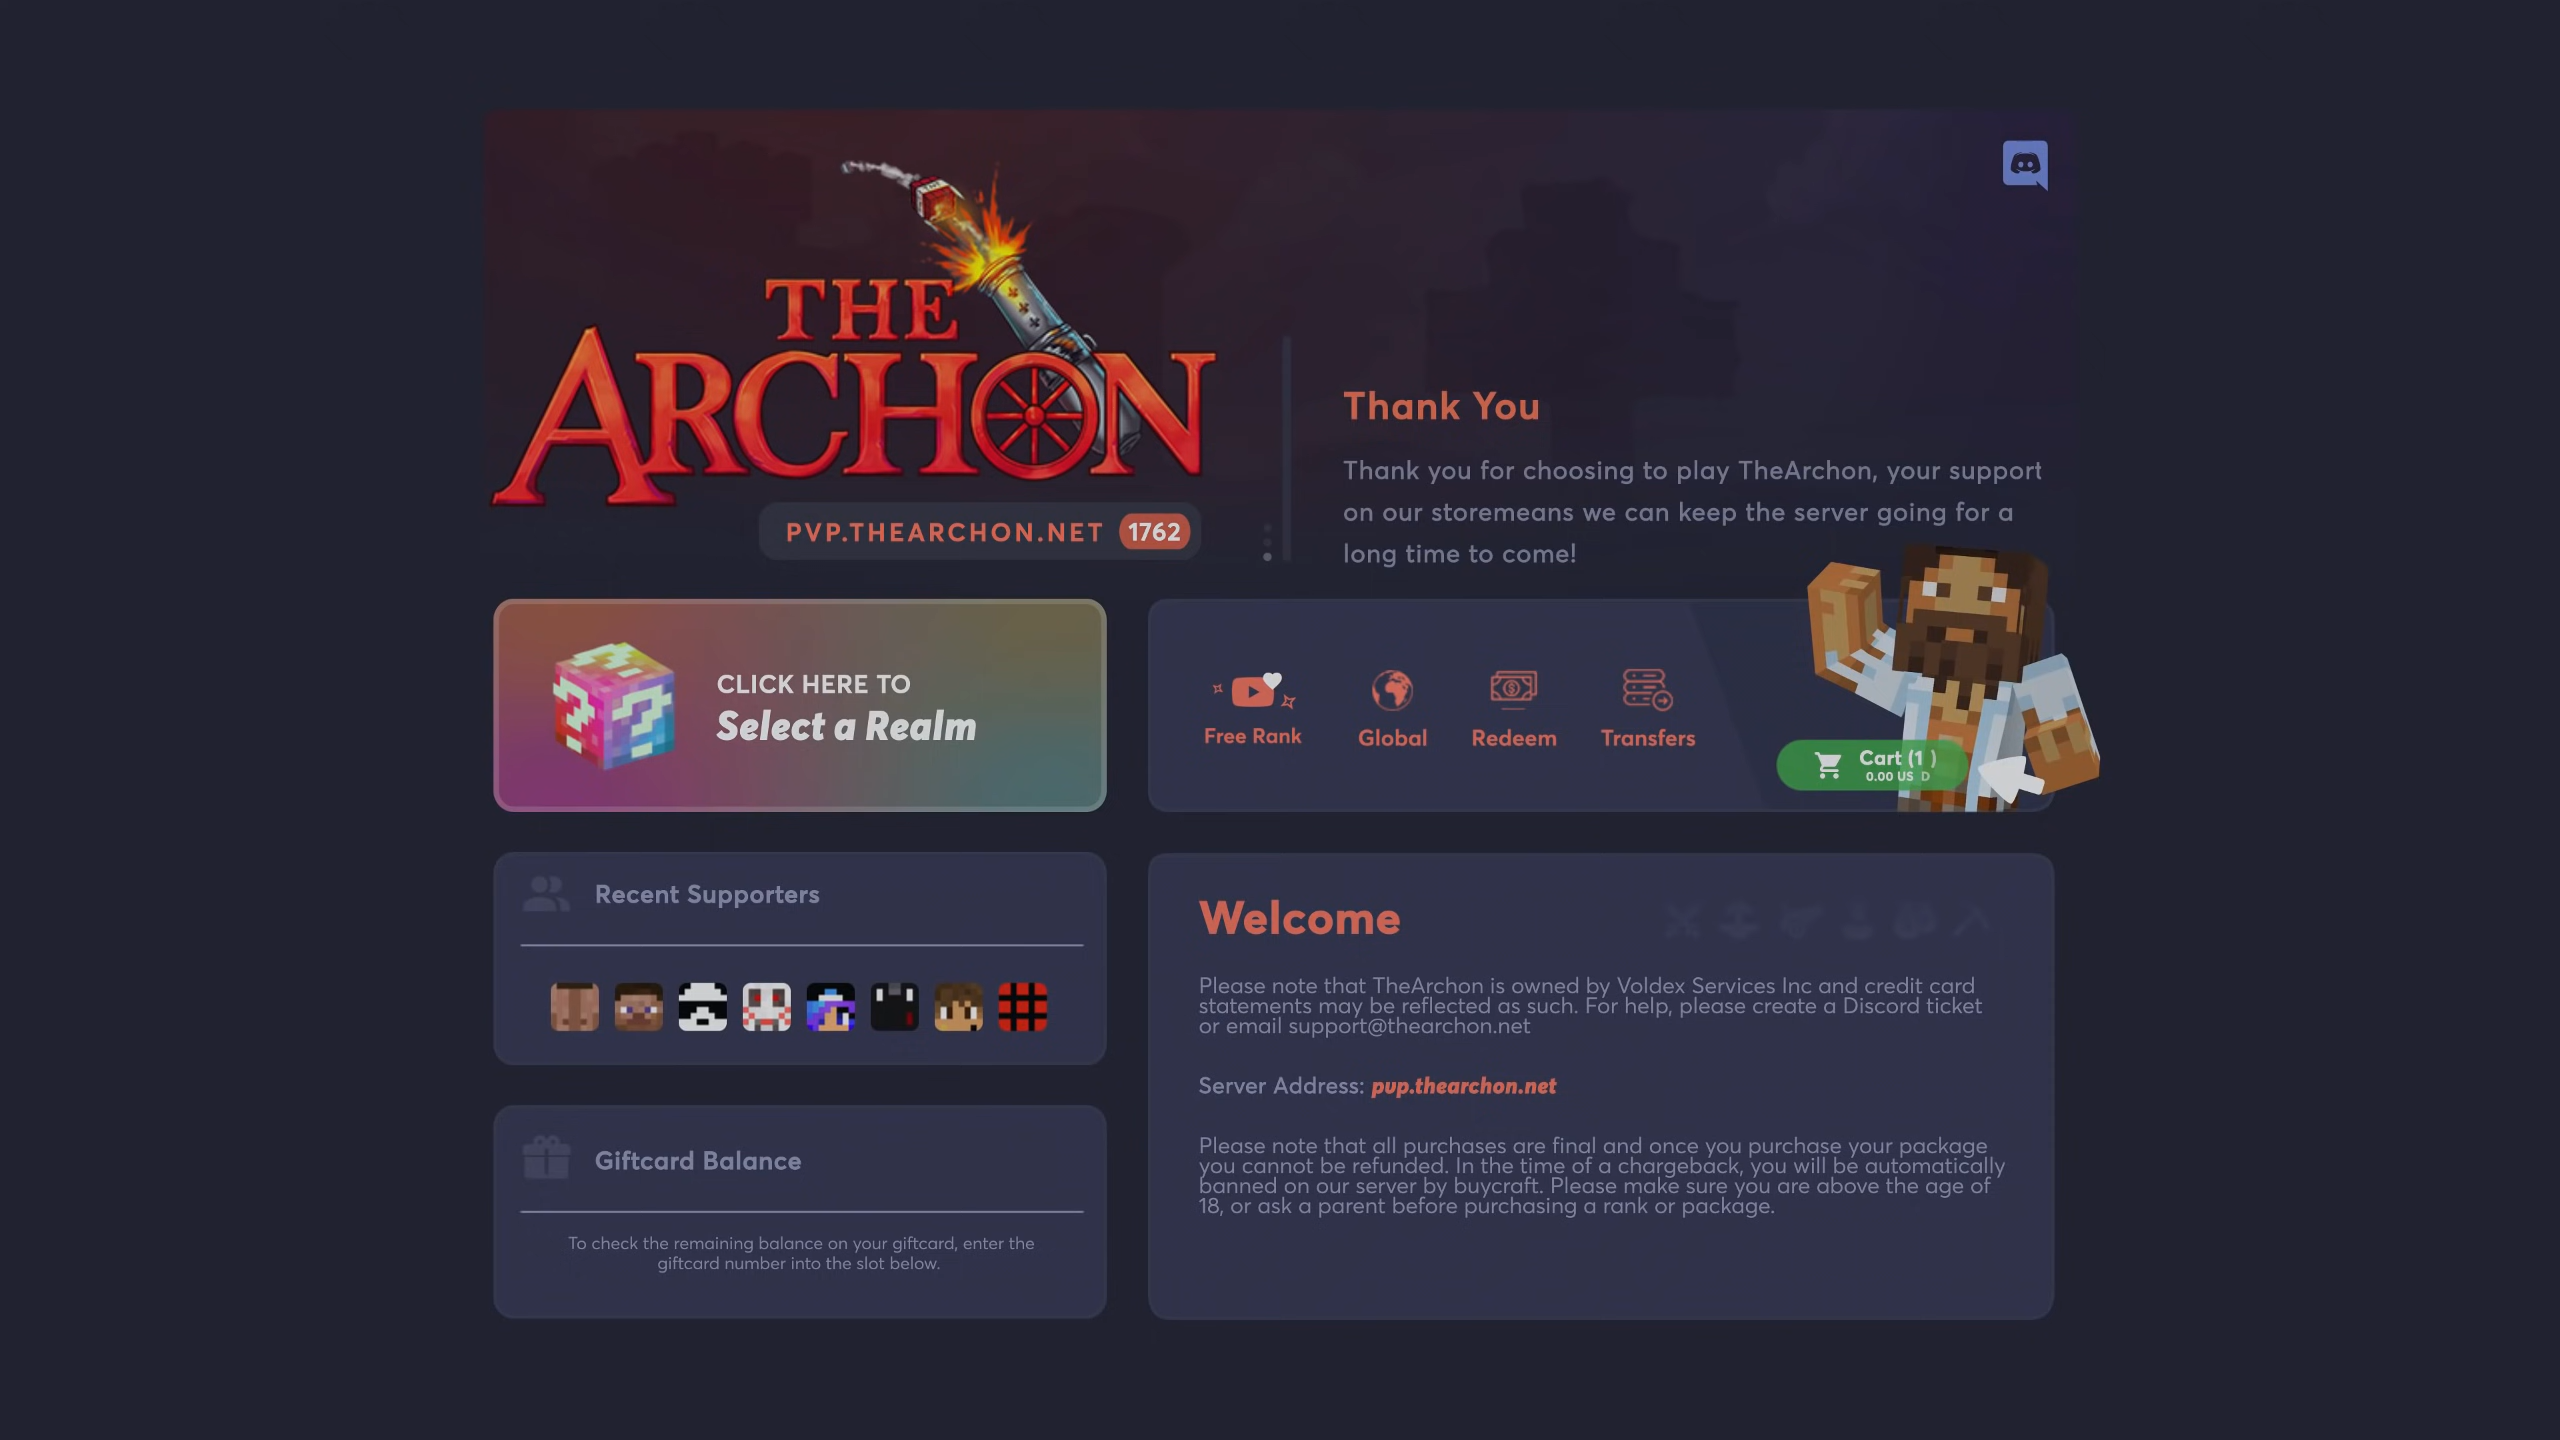 THE
ARCHON
PVP.THEARCHON.NET 1762
Thank You
Thank you for choosing to play TheArchon, your support
on our storemeans we can keep the server going for a
long time to come!
CLICK HERE TO
Select a Realm
Free Rank
Global
Redeem
Transfers
Cart (1 )
0.00 US D
Recent Supporters
Welcome
Please note that TheArchon is owned by Voldex Services Inc and credit card
statements may be reflected as such. For help, please create a Discord ticket
or email support@thearchon.net
Server Address: pvp.thearchon.net
Please note that all purchases are final and once you purchase your package
you cannot be refunded. In the time of a chargeback, you will be automatically
banned on our server by buycraft. Please make sure you are above the age of
18, or ask a parent before purchasing a rank or package.
Giftcard Balance
To check the remaining balance on your giftcard, enter the
giftcard number into the slot below.